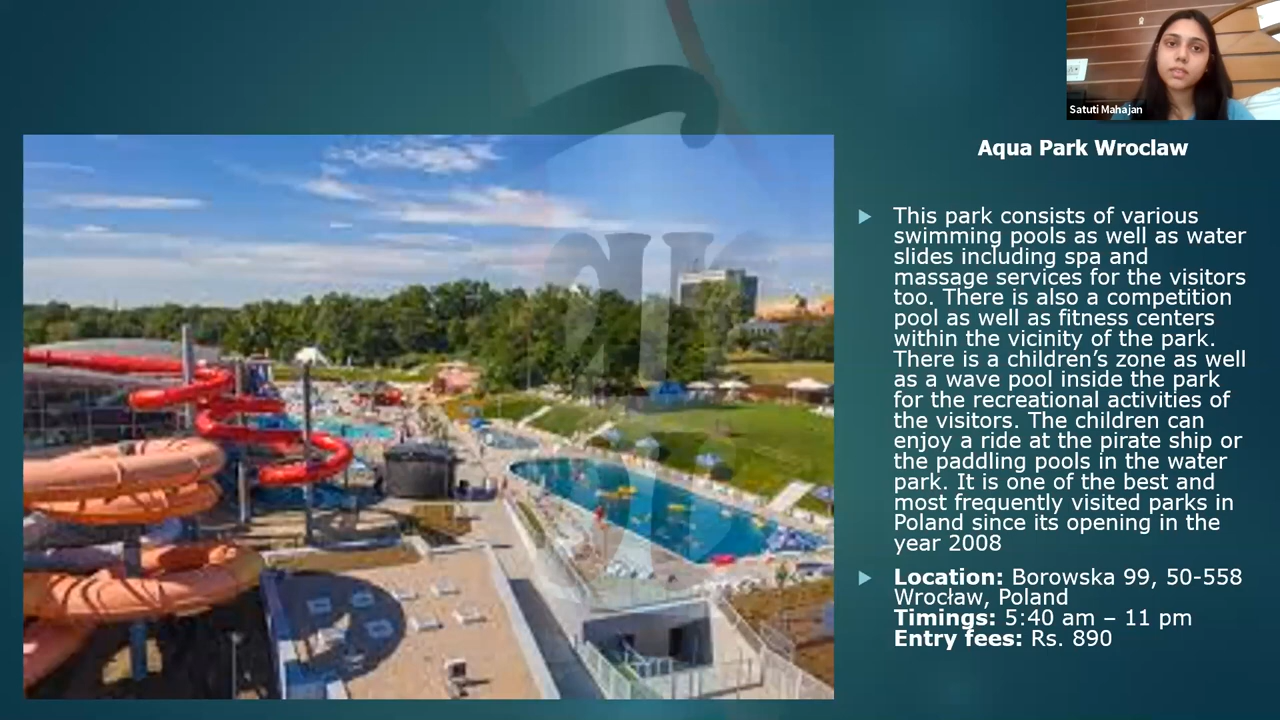 Satuti Mahajan
Aqua Park Wroclaw
This park consists of various
swimming pools as well as water
slides including spa and
massage services for the visitors
too. There is also a competition
pool as well as fitness centers
within the vicinity of the park.
There is a children’s zone as well
as a wave pool inside the park
for the recreational activities of
the visitors. The children can
enjoy a ride at the pirate ship or
the paddling pools in the water
park. It is one of the best and
most frequently visited parks in
Poland since its opening in the
year 2008
Location: Borowska 99, 50-558
Wrocław, Poland
Timings: 5:40 am – 11 pm
Entry fees: Rs. 890